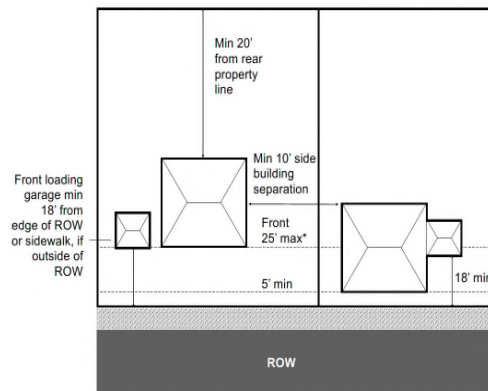 Min 20'
from rear
property
line
Min 10' side
building
separation
Front loading
garage min
18' from
edge of ROW
or sidewalk, if
outside of
ROW
Front
25' max*
5' min
18' min
ROW